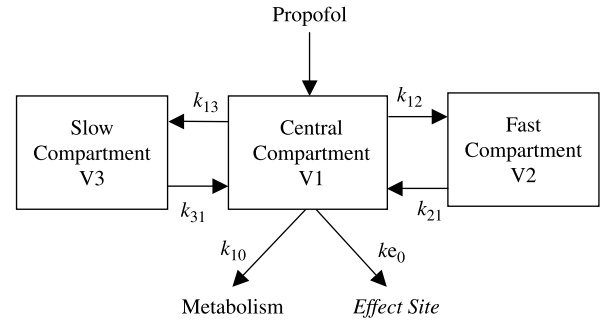 Propofol
k13
k12
Slow
Compartment
V3
Central
Compartment
V1
Fast
Compartment
V2
k31
k21
k10
ke0
Metabolism
Effect Site